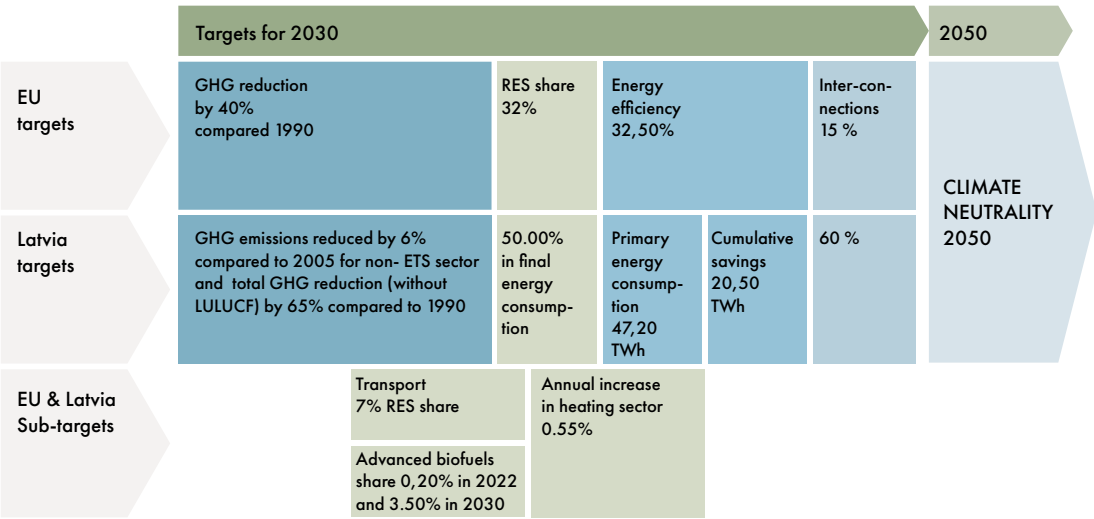 Targets for 2030
2050
EU
targets
GHG reduction
by 40%
compared 1990
RES share
32%
Energy
efficiency
32,50%
Inter-con-
nections
15 %
CLIMATE
NEUTRALITY
2050
Latvia
targets
GHG emissions reduced by 6%
compared to 2005 for non- ETS sector
and total GHG reduction (without
LULUCF) by 65% compared to 1990
50.00%
in final
energy
consump-
tion
Primary
energy
consump-
tion
47,20
TWh
Cumulative
savings
20,50
TWh
60 %
EU & Latvia
Sub-targets
Transport
7% RES share
Advanced biofuels
share 0,20% in 2022
and 3.50% in 2030
Annual increase
in heating sector
0.55%